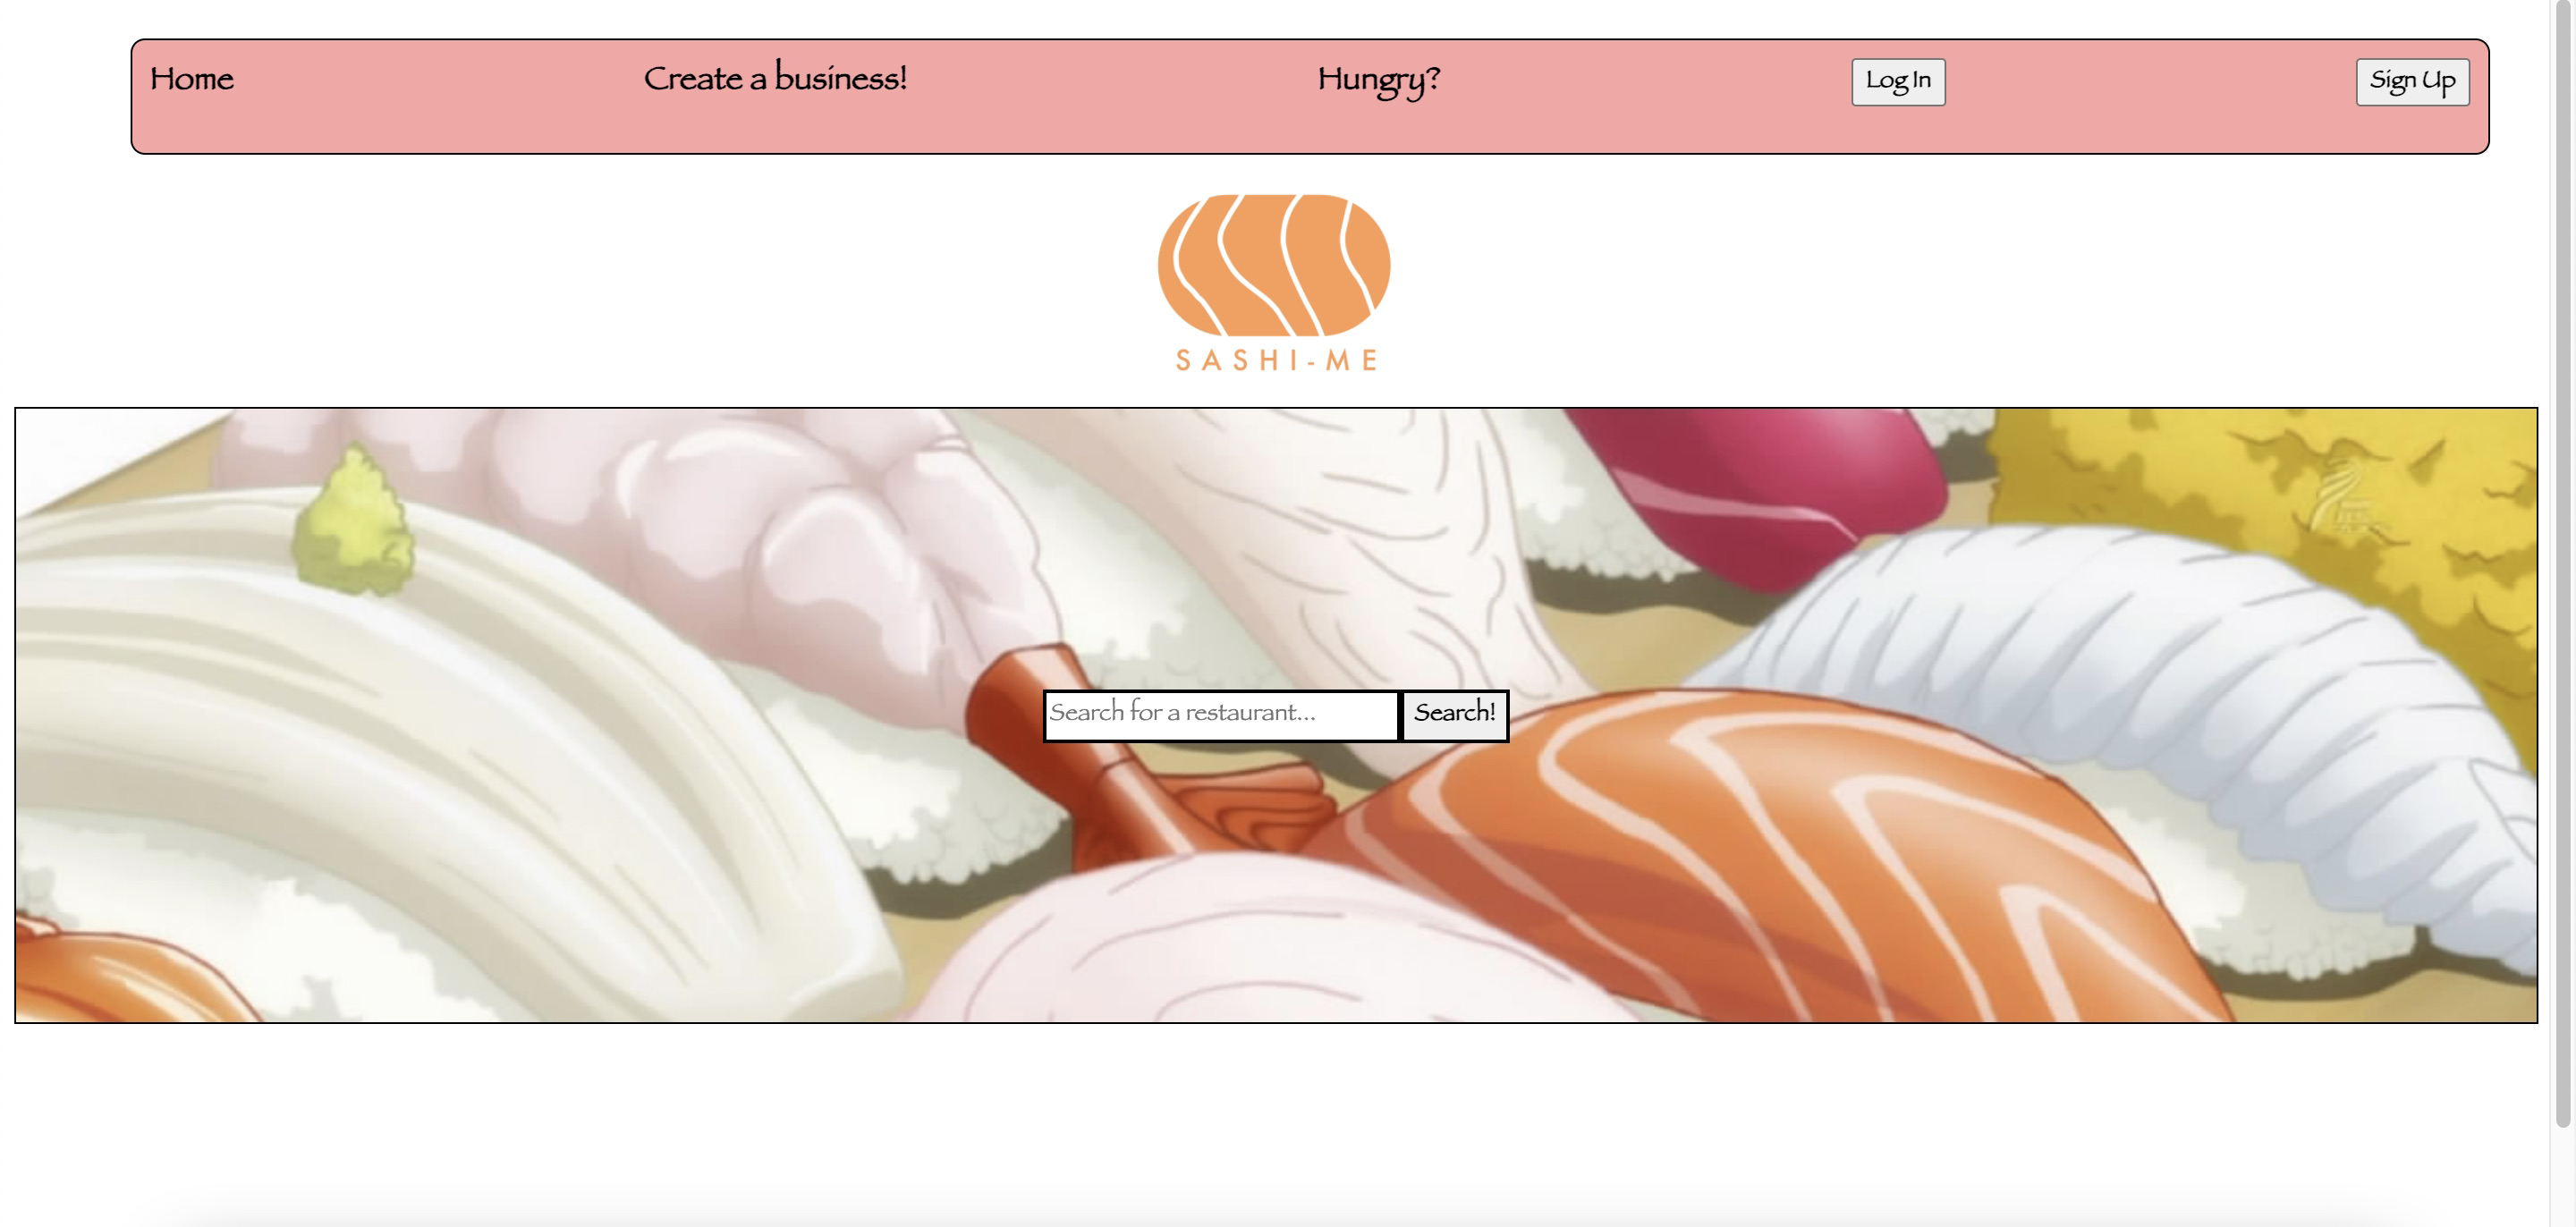 Home
Create a business!
Hungry?
Log In
Sign Up
SASHI-ME
Search for a restaurant...
Search!